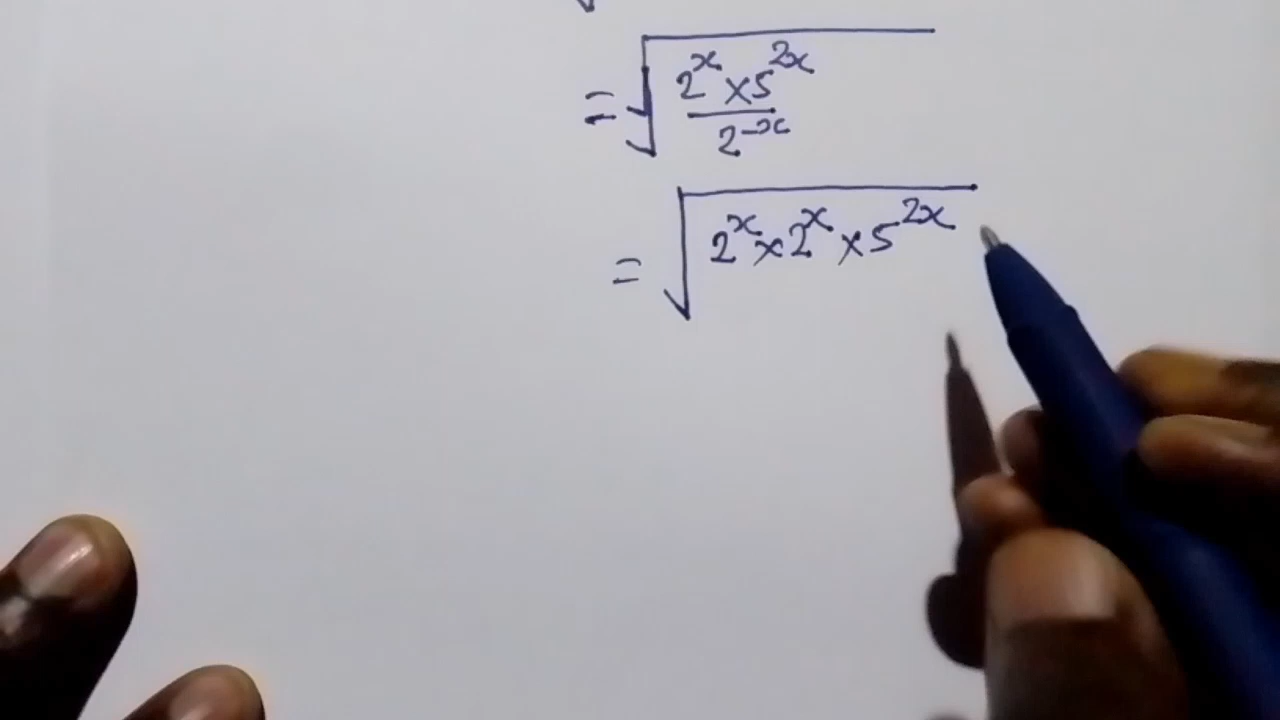 = √(2^x × 5^2x / 2^-x)
= √(2^x × 2^x × 5^2x)